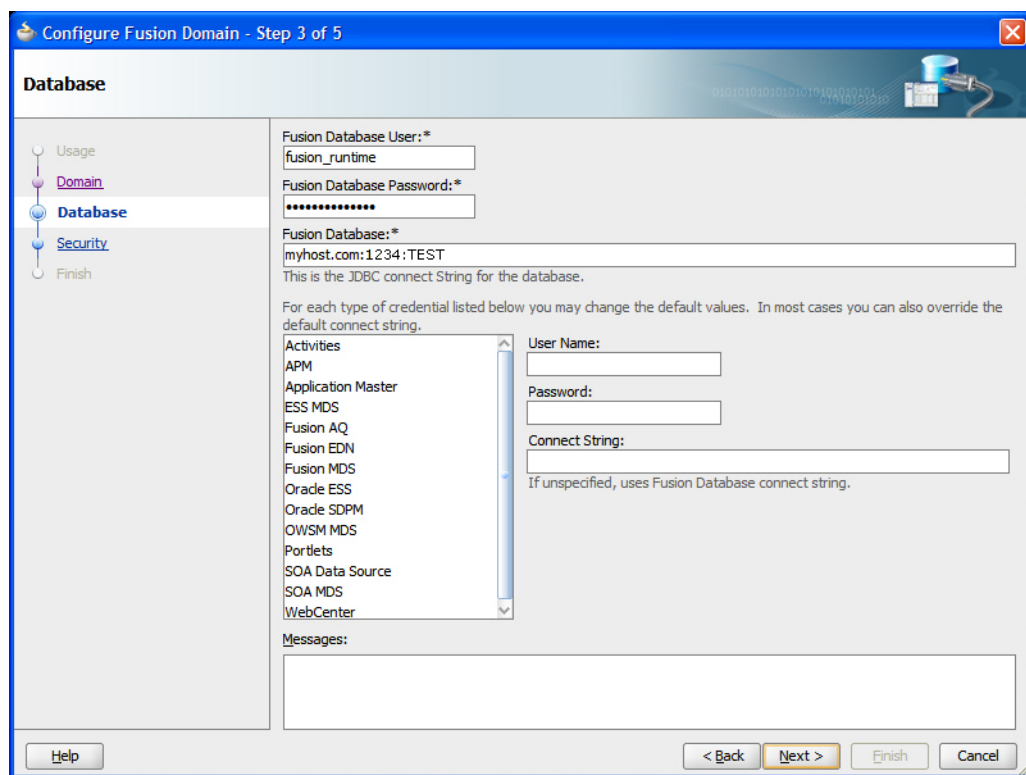 Configure Fusion Domain - Step 3 of 5
Database
Usage
Domain
Database
Security
Finish
Fusion Database User:*
fusion_runtime
Fusion Database Password:*
••••••••••••••
Fusion Database:*
myhost.com:1234:TEST
This is the JDBC connect String for the database.
For each type of credential listed below you may change the default values. In most cases you can also override the
default connect string.
Activities
APM
Application Master
ESS MDS
Fusion AQ
Fusion EDN
Fusion MDS
Oracle ESS
Oracle SDPM
OWSM MDS
Portlets
SOA Data Source
SOA MDS
WebCenter
User Name:
Password:
Connect String:
If unspecified, uses Fusion Database connect string.
Messages:
Help
< Back
Next >
Finish
Cancel